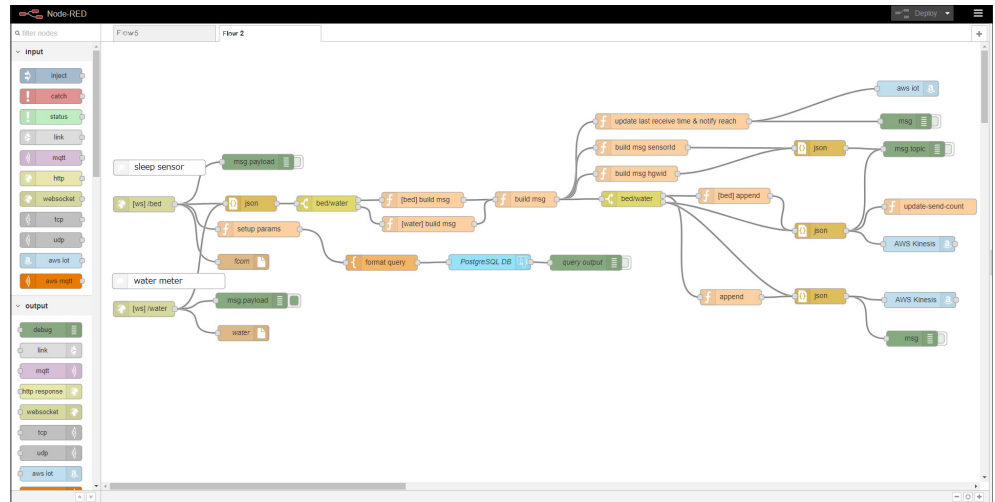 Node-RED
Deploy
filter nodes
Flow 5
Flow 2
input
inject
catch
status
link
mqtt
http
websocket
tcp
udp
aws iot
aws mqtt
output
debug
link
mqtt
http response
websocket
tcp
udp
aws iot
sleep sensor
msg.payload
[ws] /bed
json
bed/water
[bed] build msg
[water] build msg
build msg
setup params
format query
PostgreSQL DB
query output
water meter
[ws] /water
msg.payload
water
update last receive time & notify reach
aws iot
msg
build msg sensorId
json
msg.topic
build msg hgwid
bed/water
[bed] append
update-send-count
json
AWS Kinesis
append
json
AWS Kinesis
msg